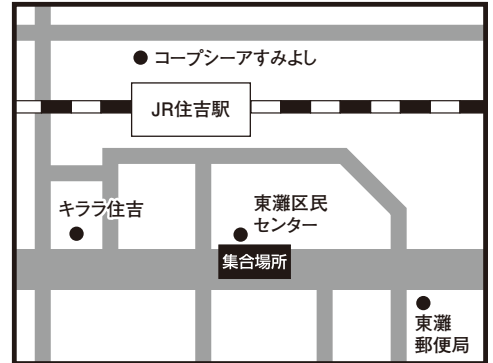 コープシーアすみよし
JR住吉駅
キララ住吉
東灘区民
センター
集合場所
東灘
郵便局